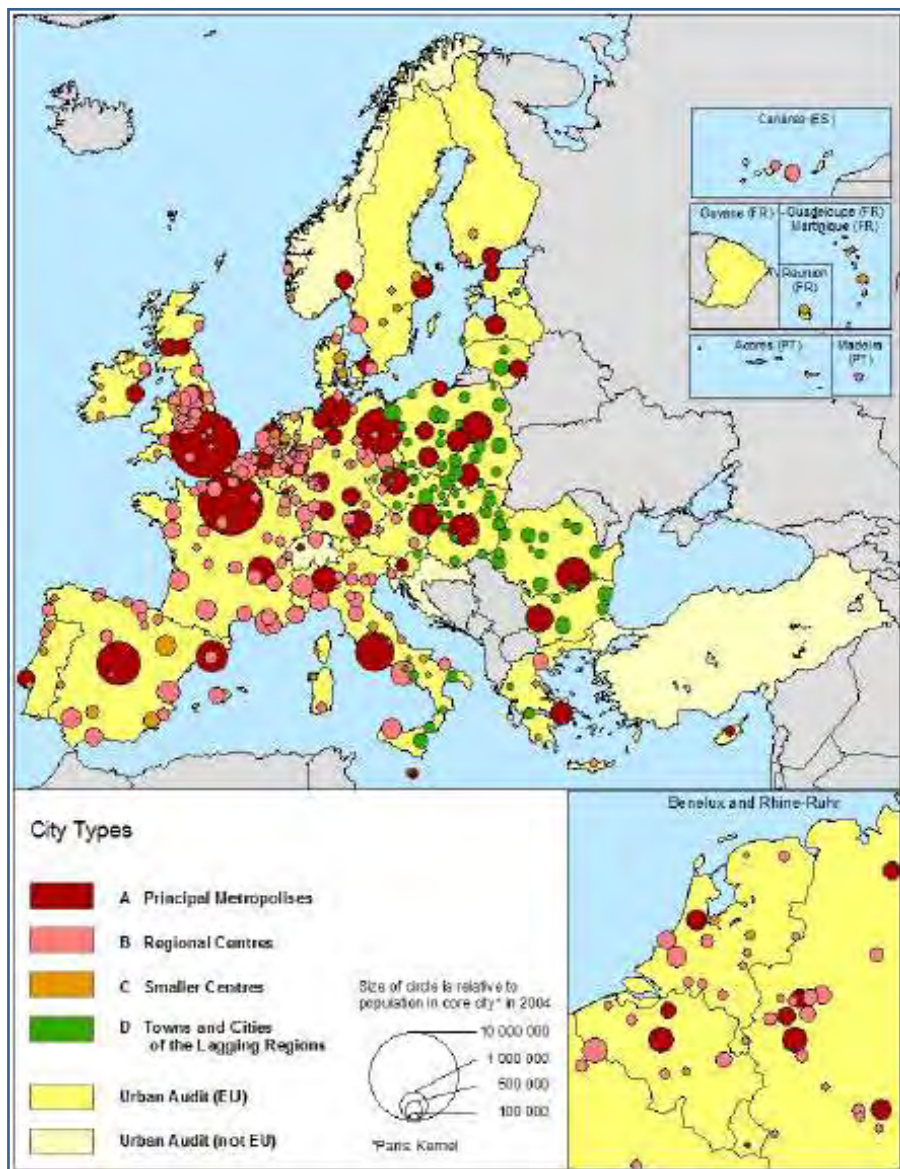 Canarias (ES)
Guyane (FR)
Guadeloupe (FR)
Martinique (FR)
Réunion
(FR)
Acores (PT)
Madeira
(PT)
City Types
A Principal Metropolises
B Regional Centres
C Smaller Centres
D Towns and Cities
of the Lagging Regions
Urban Audit (EU)
Urban Audit (not EU)
Size of circle is relative to
population in core city* in 2004
10 000 000
1 000 000
500 000
100 000
*Paris: Kernel
Benelux and Rhine-Ruhr